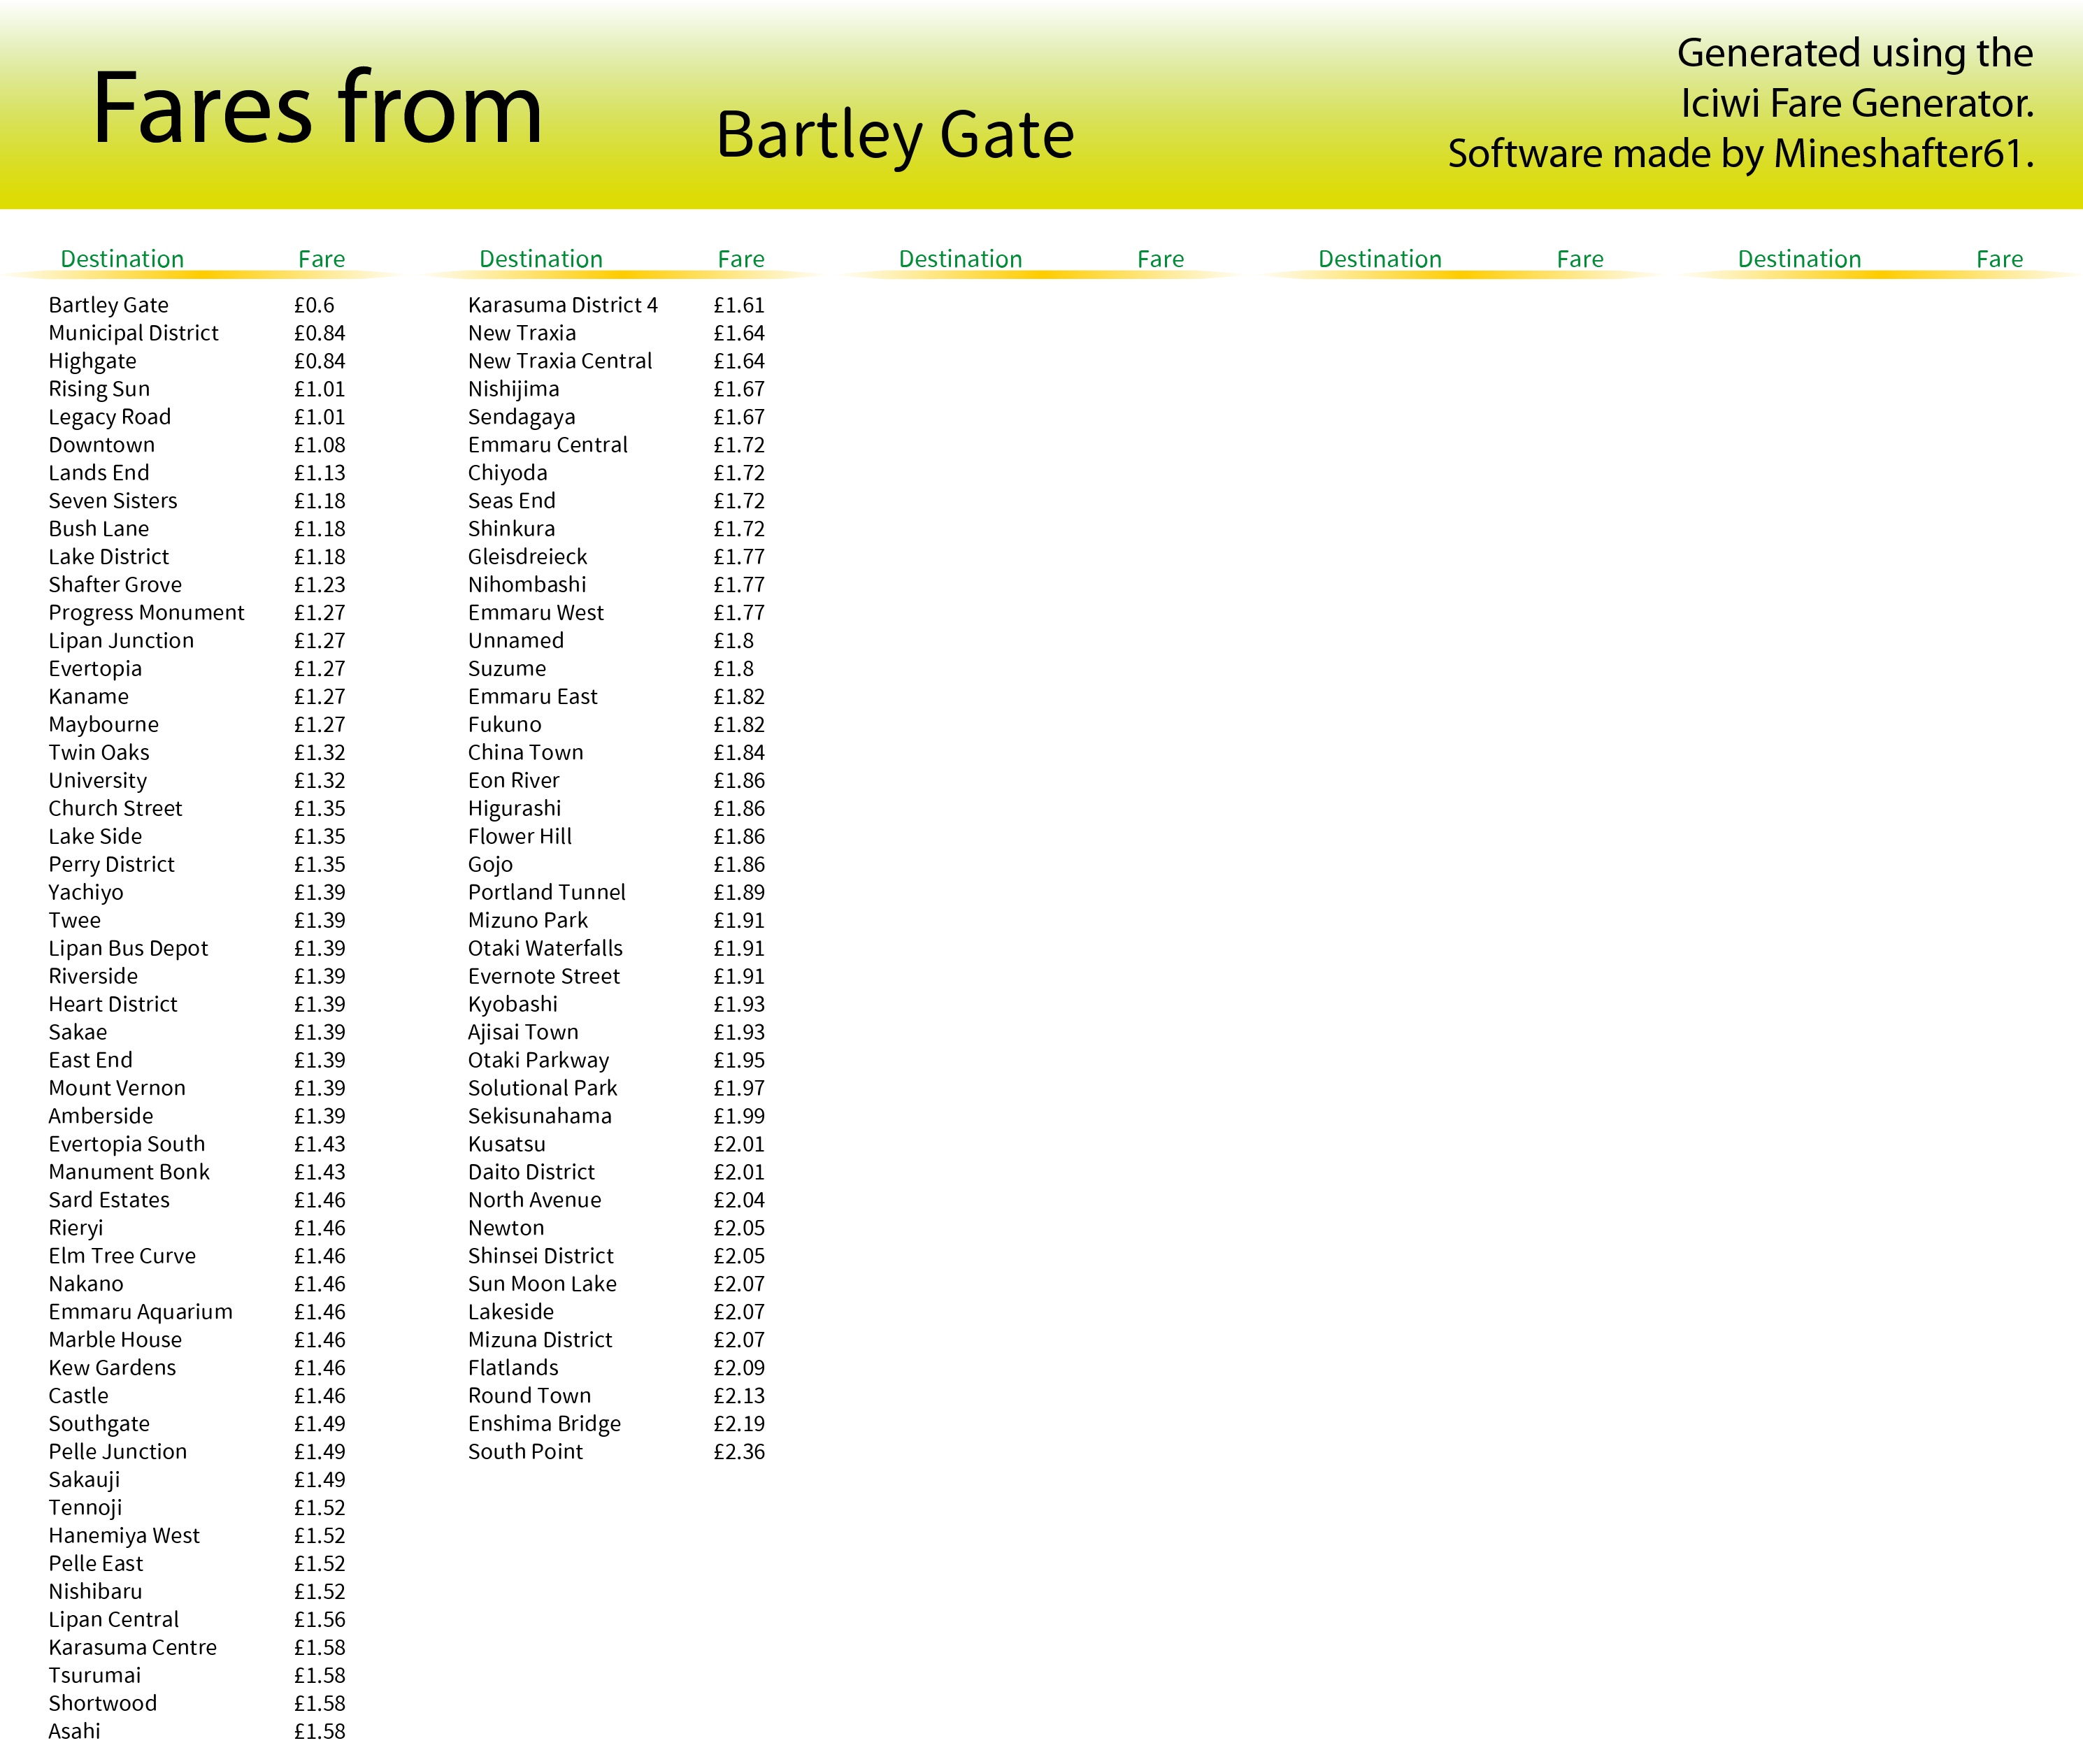 Fares from
Bartley Gate
Generated using the
Iciwi Fare Generator.
Software made by Mineshafter61.
Destination Fare Destination Fare Destination Fare Destination Fare Destination Fare
Bartley Gate £0.6
Municipal District £0.84
Highgate £0.84
Rising Sun £1.01
Legacy Road £1.01
Downtown £1.08
Lands End £1.13
Seven Sisters £1.18
Bush Lane £1.18
Lake District £1.18
Shafter Grove £1.23
Progress Monument £1.27
Lipan Junction £1.27
Evertopia £1.27
Kaname £1.27
Maybourne £1.27
Twin Oaks £1.32
University £1.32
Church Street £1.35
Lake Side £1.35
Perry District £1.35
Yachiyo £1.39
Twee £1.39
Lipan Bus Depot £1.39
Riverside £1.39
Heart District £1.39
Sakae £1.39
East End £1.39
Mount Vernon £1.39
Amberside £1.39
Evertopia South £1.43
Manument Bonk £1.43
Sard Estates £1.46
Rieryi £1.46
Elm Tree Curve £1.46
Nakano £1.46
Emmaru Aquarium £1.46
Marble House £1.46
Kew Gardens £1.46
Castle £1.46
Southgate £1.49
Pelle Junction £1.49
Sakauji £1.49
Tennoji £1.52
Hanemiya West £1.52
Pelle East £1.52
Nishibaru £1.52
Lipan Central £1.56
Karasuma Centre £1.58
Tsurumai £1.58
Shortwood £1.58
Asahi £1.58
Karasuma District 4 £1.61
New Traxia £1.64
New Traxia Central £1.64
Nishijima £1.67
Sendagaya £1.67
Emmaru Central £1.72
Chiyoda £1.72
Seas End £1.72
Shinkura £1.72
Gleisdreieck £1.77
Nihombashi £1.77
Emmaru West £1.77
Unnamed £1.8
Suzume £1.8
Emmaru East £1.82
Fukuno £1.82
China Town £1.84
Eon River £1.86
Higurashi £1.86
Flower Hill £1.86
Gojo £1.86
Portland Tunnel £1.89
Mizuno Park £1.91
Otaki Waterfalls £1.91
Evernote Street £1.91
Kyobashi £1.93
Ajisai Town £1.93
Otaki Parkway £1.95
Solutional Park £1.97
Sekisunahama £1.99
Kusatsu £2.01
Daito District £2.01
North Avenue £2.04
Newton £2.05
Shinsei District £2.05
Sun Moon Lake £2.07
Lakeside £2.07
Mizuna District £2.07
Flatlands £2.09
Round Town £2.13
Enshima Bridge £2.19
South Point £2.36